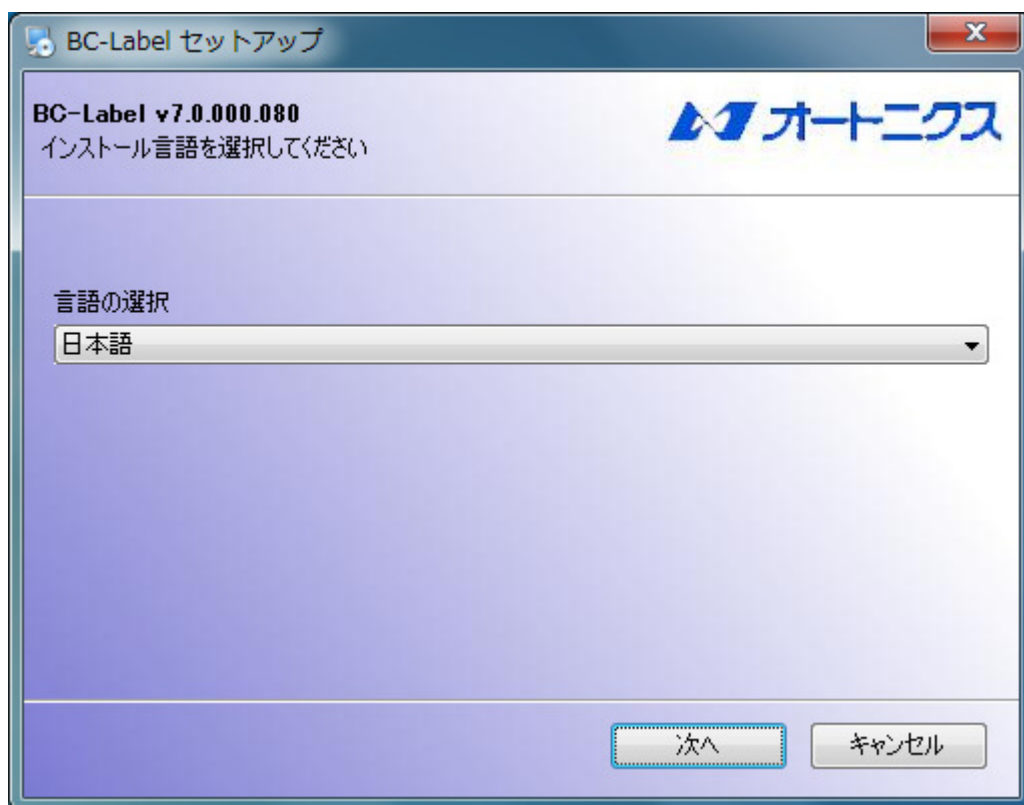 BC-Label セットアップ
BC-Label v7.0.000.080
インストール言語を選択してください
オートニクス
言語の選択
日本語
次へ
キャンセル